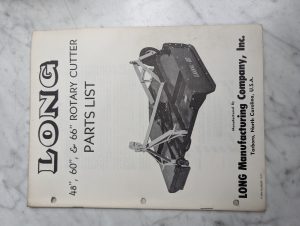 LONG
48", 60", & 66" ROTARY CUTTER
PARTS LIST
Manufactured By
LONG Manufacturing Company, Inc.
Tarboro, North Carolina, U.S.A.